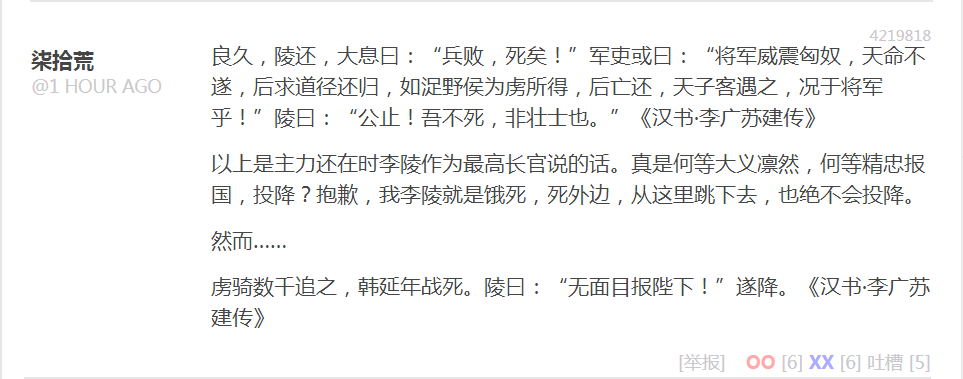 4219818
柒拾荒
@1 HOUR AGO
良久，陵还，大息曰：“兵败，死矣！”军吏或曰：“将军威震匈奴，天命不
遂，后求道径还归，如浞野侯为虏所得，后亡还，天子客遇之，况于将军
乎！”陵曰：“公止！吾不死，非壮士也。”《汉书·李广苏建传》
以上是主力还在时李陵作为最高长官说的话。真是何等大义凛然，何等精忠报
国，投降？抱歉，我李陵就是饿死，死外边，从这里跳下去，也绝不会投降。
然而......
虏骑数千追之，韩延年战死。陵曰：“无面目报陛下！”遂降。《汉书·李广苏
建传》
[举报] OO [6] XX [6] 吐槽 [5]